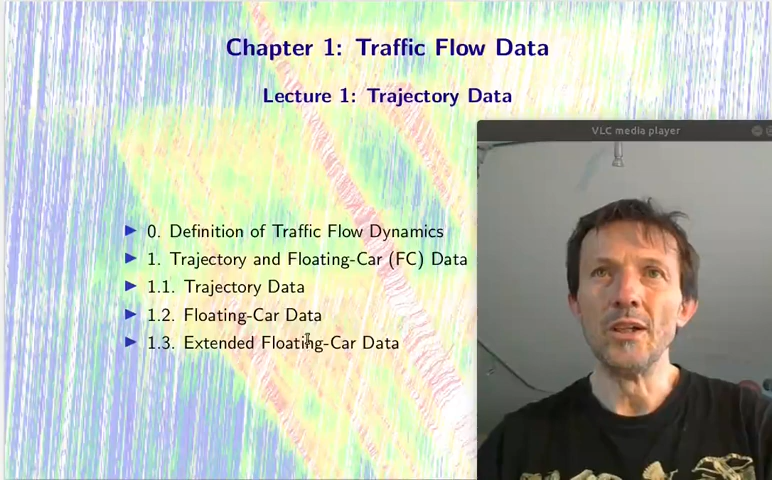 Chapter 1: Traffic Flow Data
Lecture 1: Trajectory Data
VLC media player
0. Definition of Traffic Flow Dynamics
1. Trajectory and Floating-Car (FC) Data
1.1. Trajectory Data
1.2. Floating-Car Data
1.3. Extended Floating-Car Data